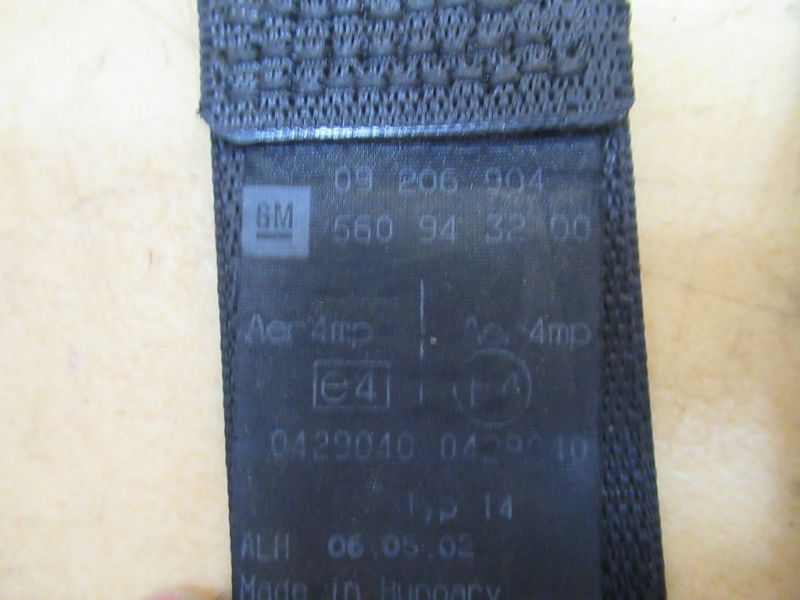 09 206 904
GM 560 94 32 00
Aer4mp Aer4mp
e4 E4
0429040 0429040
Typ 14
ALH 06.05.02
Made in Hungary